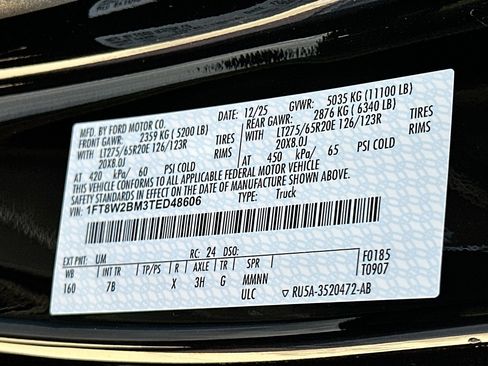 MFD. BY FORD MOTOR CO. 12/25 GVWR: 5035 KG (11100 LB)
FRONT GAWR: 2359 KG ( 5200 LB) REAR GAWR: 2876 KG ( 6340 LB)
WITH LT275/65R20E 126/123R TIRES WITH LT275/65R20E 126/123R TIRES
20X8.0J RIMS 20X8.0J RIMS
AT 420 kPa/ 60 PSI COLD AT 450 kPa/ 65 PSI COLD
THIS VEHICLE CONFORMS TO ALL APPLICABLE FEDERAL MOTOR VEHICLE
SAFETY STANDARDS IN EFFECT ON THE DATE OF MANUFACTURE SHOWN ABOVE.
VIN: 1FT8W2BM3TED48606 TYPE: Truck
EXT PNT: UM RC: 24 DSO: F0185
WB INT TR TP/PS R AXLE TR SPR T0907
160 7B X 3H G MMNN
ULC ▽ RU5A-3520472-AB